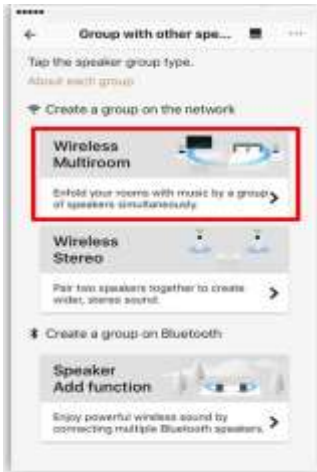 Group with other spe...
Tap the speaker group type.
About each group
Create a group on the network
Wireless
Multiroom
Enfold your rooms with music by a group
of speakers simultaneously.
Wireless
Stereo
Pair two speakers together to create
wider, stereo sound.
Create a group on Bluetooth
Speaker
Add function
Enjoy powerful wireless sound by
connecting multiple Bluetooth speakers.